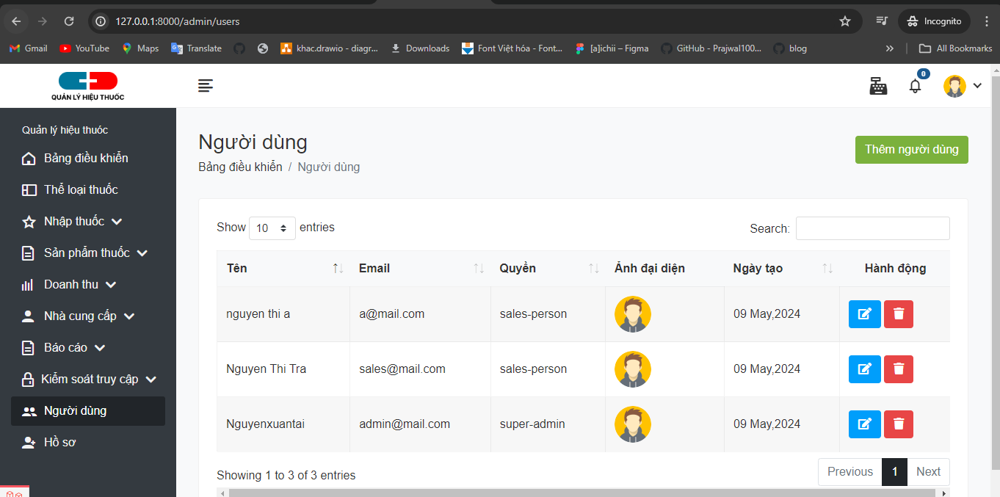 127.0.0.1:8000/admin/users
Incognito
Gmail
YouTube
Maps
Translate
khac.drawio - diagr...
Downloads
Font Việt hóa - Font...
[a]ichii – Figma
GitHub - Prajwal100...
blog
All Bookmarks
QUẢN LÝ HIỆU THUỐC
0
Quản lý hiệu thuóc
Bảng điều khiển
Thể loại thuốc
Nhập thuốc
Sản phẩm thuốc
Doanh thu
Nhà cung cấp
Báo cáo
Kiểm soát truy cập
Người dùng
Hồ sơ
Người dùng
Bảng điều khiển / Người dùng
Thêm người dùng
Show 10 entries
Search:
Tên Email Quyền Ảnh đại diện Ngày tạo Hành động
nguyen thi a a@mail.com sales-person 09 May,2024
Nguyen Thi Tra sales@mail.com sales-person 09 May,2024
Nguyenxuantai admin@mail.com super-admin 09 May,2024
Showing 1 to 3 of 3 entries
Previous 1 Next